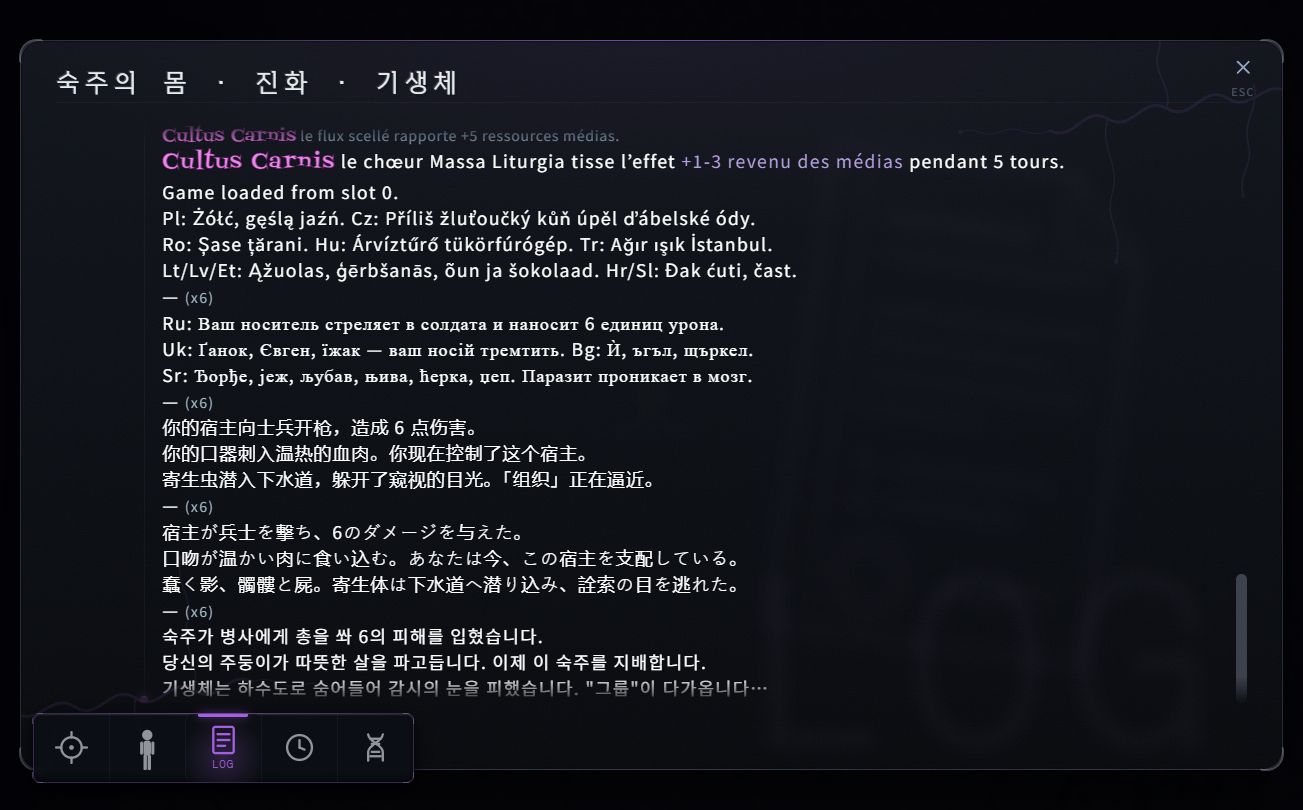 숙주의 몸 · 진화 · 기생체
ESC
Cultus Carnis le flux scellé rapporte +5 ressources médias.
Cultus Carnis le chœur Massa Liturgia tisse l’effet +1-3 revenu des médias pendant 5 tours.
Game loaded from slot 0.
Pl: Żółć, gęślą jaźń. Cz: Příliš žluťoučký kůň úpěl ďábelské ódy.
Ro: Șase țărani. Hu: Árvíztűrő tükörfúrógép. Tr: Ağır ışık İstanbul.
Lt/Lv/Et: Ąžuolas, ģērbšanās, õun ja šokolaad. Hr/Sl: Đak ćuti, čast.
— (x6)
Ru: Ваш носитель стреляет в солдата и наносит 6 единиц урона.
Uk: Ґанок, Євген, їжак — ваш носій тремтить. Bg: Ѝ, ъгъл, щъркел.
Sr: Ђорђе, јеж, љубав, њива, ћерка, џеп. Паразит проникает в мозг.
— (x6)
你的宿主向士兵开枪，造成 6 点伤害。
你的口器刺入温热的血肉。你现在控制了这个宿主。
寄生虫潜入下水道，躲开了窥视的目光。「组织」正在逼近。
— (x6)
宿主が兵士を撃ち、6のダメージを与えた。
口吻が温かい肉に食い込む。あなたは今、この宿主を支配している。
蠢く影、髑髏と屍。寄生体は下水道へ潜り込み、詮索の目を逃れた。
— (x6)
숙주가 병사에게 총을 쏴 6의 피해를 입혔습니다.
당신의 주둥이가 따뜻한 살을 파고듭니다. 이제 이 숙주를 지배합니다.
기생체는 하수도로 숨어들어 감시의 눈을 피했습니다. "그룹"이 다가옵니다…
LOG
LOG